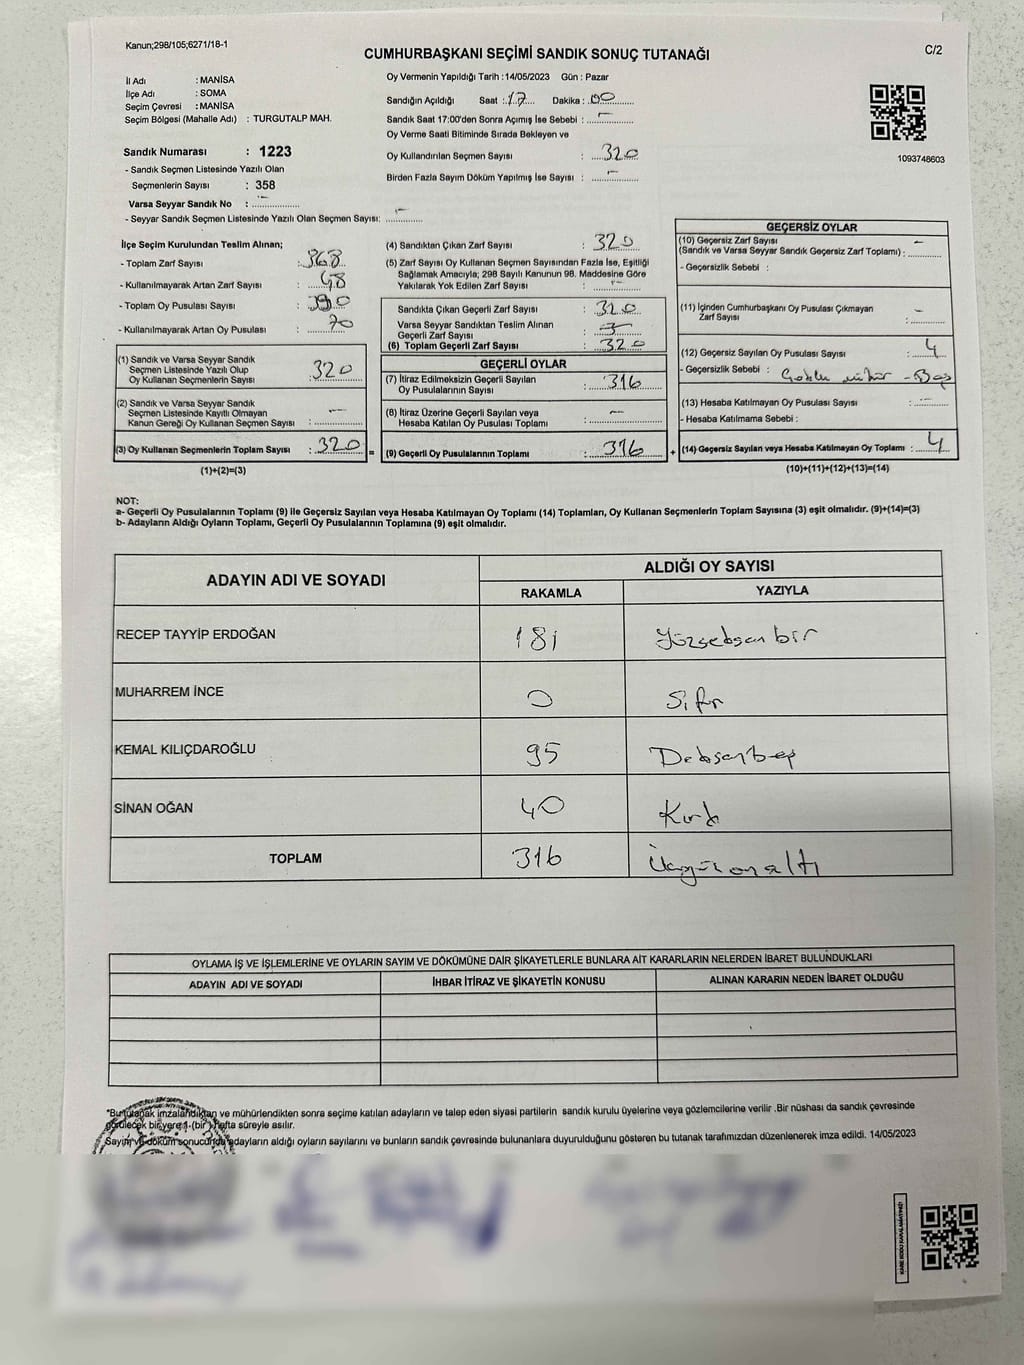 Kanun;298/105;6271/18-1
CUMHURBAŞKANI SEÇİMİ SANDIK SONUÇ TUTANAĞI
C/2
İl Adı : MANİSA
İlçe Adı : SOMA
Seçim Çevresi : MANİSA
Seçim Bölgesi (Mahalle Adı) : TURGUTALP MAH.
Sandık Numarası : 1223
- Sandık Seçmen Listesinde Yazılı Olan
Seçmenlerin Sayısı : 358
Varsa Seyyar Sandık No : –
- Seyyar Sandık Seçmen Listesinde Yazılı Olan Seçmen Sayısı: –
Oy Vermenin Yapıldığı Tarih : 14/05/2023 Gün : Pazar
Sandığın Açıldığı Saat : 17 Dakika : 00
Sandık Saat 17:00'den Sonra Açımış İse Sebebi : –
Oy Verme Saati Bitiminde Sırada Bekleyen ve
Oy Kullandırılan Seçmen Sayısı : 320
Birden Fazla Sayım Döküm Yapılmış İse Sayısı : –
1093748603
İlçe Seçim Kurulundan Teslim Alınan;
- Toplam Zarf Sayısı : 368
- Kullanılmayarak Artan Zarf Sayısı : 48
- Toplam Oy Pusulası Sayısı : 390
- Kullanılmayarak Artan Oy Pusulası : 70
(1) Sandık ve Varsa Seyyar Sandık
Seçmen Listesinde Yazılı Olup
Oy Kullanan Seçmenlerin Sayısı : 320
(2) Sandık ve Varsa Seyyar Sandık
Seçmen Listesinde Kayıtlı Olmayan
Kanun Gereği Oy Kullanan Seçmen Sayısı : –
(3) Oy Kullanan Seçmenlerin Toplam Sayısı : 320 =
(1)+(2)=(3)
(4) Sandıktan Çıkan Zarf Sayısı : 320
(5) Zarf Sayısı Oy Kullanan Seçmen Sayısından Fazla İse, Eşitliği
Sağlamak Amacıyla; 298 Sayılı Kanunun 98. Maddesine Göre
Yakılarak Yok Edilen Zarf Sayısı : –
Sandıkta Çıkan Geçerli Zarf Sayısı : 320
Varsa Seyyar Sandıktan Teslim Alınan
Geçerli Zarf Sayısı :
(6) Toplam Geçerli Zarf Sayısı : 320
GEÇERLİ OYLAR
(7) İtiraz Edilmeksizin Geçerli Sayılan
Oy Pusulalarının Sayısı : 316
(8) İtiraz Üzerine Geçerli Sayılan veya
Hesaba Katılan Oy Pusulası Toplamı : –
(9) Geçerli Oy Pusulalarının Toplamı : 316 +
GEÇERSİZ OYLAR
(10) Geçersiz Zarf Sayısı
(Sandık ve Varsa Seyyar Sandık Geçersiz Zarf Toplamı) : –
- Geçersizlik Sebebi :
(11) İçinden Cumhurbaşkanı Oy Pusulası Çıkmayan
Zarf Sayısı : –
(12) Geçersiz Sayılan Oy Pusulası Sayısı : 4
- Geçersizlik Sebebi : mühür - Boş
(13) Hesaba Katılmayan Oy Pusulası Sayısı : –
- Hesaba Katılmama Sebebi :
(14) Geçersiz Sayılan veya Hesaba Katılmayan Oy Toplamı : 4
(10)+(11)+(12)+(13)=(14)
NOT:
a- Geçerli Oy Pusulalarının Toplamı (9) ile Geçersiz Sayılan veya Hesaba Katılmayan Oy Toplamı (14) Toplamları, Oy Kullanan Seçmenlerin Toplam Sayısına (3) eşit olmalıdır. (9)+(14)=(3)
b- Adayların Aldığı Oyların Toplamı, Geçerli Oy Pusulalarının Toplamına (9) eşit olmalıdır.
ADAYIN ADI VE SOYADI
ALDIĞI OY SAYISI
RAKAMLA YAZIYLA
RECEP TAYYİP ERDOĞAN 181 Yüzseksenbir
MUHARREM İNCE 0 Sıfır
KEMAL KILIÇDAROĞLU 95 Doksanbeş
SİNAN OĞAN 40 Kırk
TOPLAM 316 Üçyüzonaltı
OYLAMA İŞ VE İŞLEMLERİNE VE OYLARIN SAYIM VE DÖKÜMÜNE DAİR ŞİKAYETLERLE BUNLARA AİT KARARLARIN NELERDEN İBARET BULUNDUKLARI
ADAYIN ADI VE SOYADI İHBAR İTİRAZ VE ŞİKAYETİN KONUSU ALINAN KARARIN NEDEN İBARET OLDUĞU
*Bu tutanak imzalandıktan ve mühürlendikten sonra seçime katılan adayların ve talep eden siyasi partilerin sandık kurulu üyelerine veya gözlemcilerine verilir .Bir nüshası da sandık çevresinde
görülecek bir yere 1-(bir) hafta süreyle asılır.
Sayım ve döküm sonucunda adayların aldığı oyların sayılarını ve bunların sandık çevresinde bulunanlara duyurulduğunu gösteren bu tutanak tarafımızdan düzenlenerek imza edildi. 14/05/2023